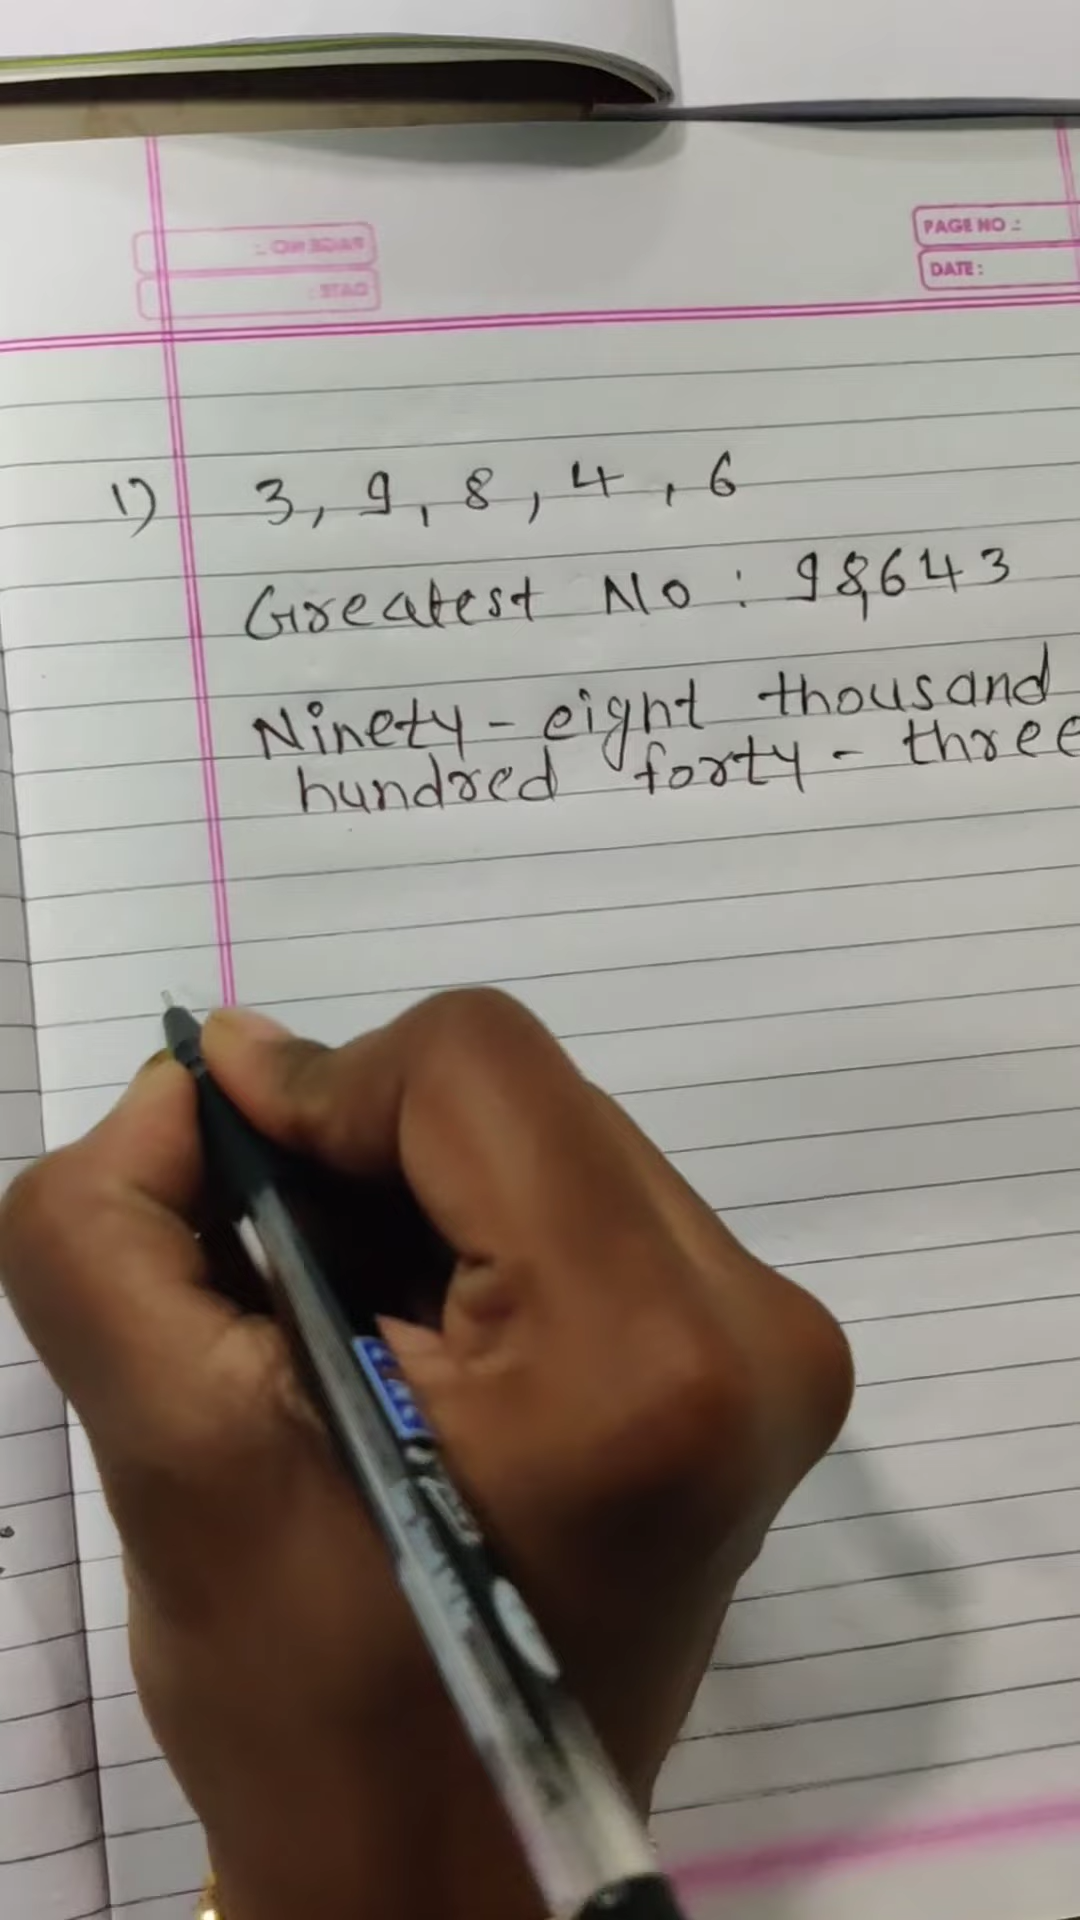 PAGE NO.:
DATE:
1) 3, 9, 8, 4, 6
Greatest No: 98,643
Ninety-eight thousand
hundred forty-three